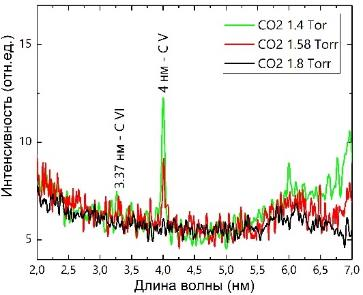 15
10
5
Интенсивность (отн.ед.)
3.37 нм - C VI
4 нм - C V
CO2 1.4 Tor
CO2 1.58 Torr
CO2 1.8 Torr
2,0 2,5 3,0 3,5 4,0 4,5 5,0 5,5 6,0 6,5 7,0
Длина волны (нм)